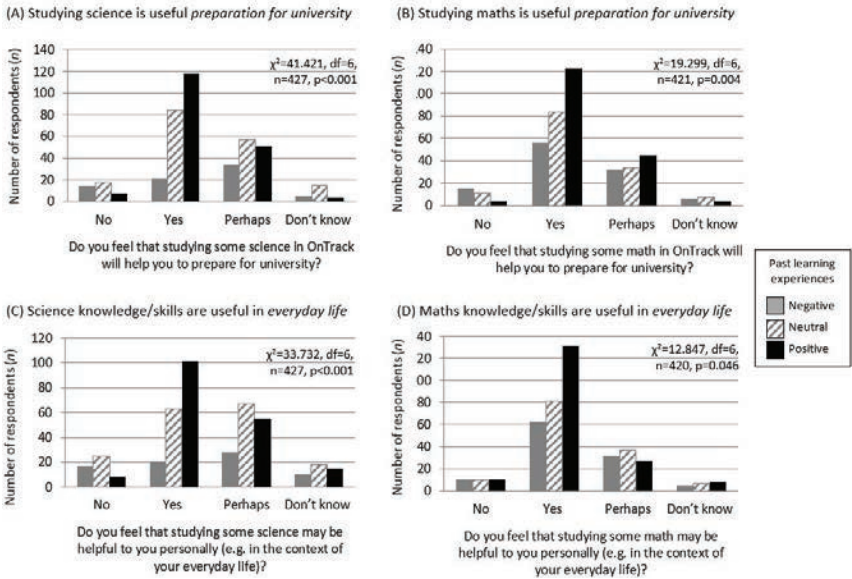 (A) Studying science is useful preparation for university
Number of respondents (n)
140
120
100
80
60
40
20
0
χ²=41.421, df=6,
n=427, p<0.001
No Yes Perhaps Don't know
Do you feel that studying some science in OnTrack
will help you to prepare for university?
(B) Studying maths is useful preparation for university
Number of respondents (n)
40
20
00
80
60
40
20
0
χ²=19.299, df=6,
n=421, p=0.004
No Yes Perhaps Don't know
Do you feel that studying some math in OnTrack will
help you to prepare for university?
Past learning
experiences
Negative
Neutral
Positive
(C) Science knowledge/skills are useful in everyday life
Number of respondents (n)
120
100
80
60
40
20
0
χ²=33.732, df=6,
n=427, p<0.001
No Yes Perhaps Don't know
Do you feel that studying some science may be
helpful to you personally (e.g. in the context of
your everyday life)?
(D) Maths knowledge/skills are useful in everyday life
Number of respondents (n)
40
20
00
80
60
40
20
0
χ²=12.847, df=6,
n=420, p=0.046
No Yes Perhaps Don't know
Do you feel that studying some math may be
helpful to you personally (e.g. in the context of
your everyday life)?